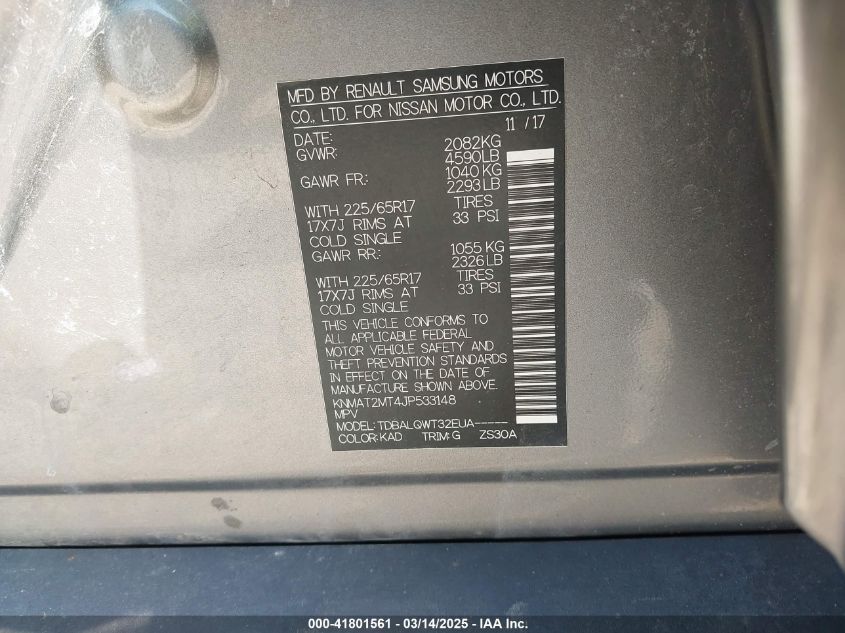 MFD BY RENAULT SAMSUNG MOTORS
CO., LTD. FOR NISSAN MOTOR CO., LTD.
DATE: 11 / 17
GVWR: 2082KG
4590LB
GAWR FR.: 1040 KG
2293LB
WITH 225/65R17 TIRES
17X7J RIMS AT 33 PSI
COLD SINGLE
GAWR RR.: 1055 KG
2326LB
WITH 225/65R17 TIRES
17X7J RIMS AT 33 PSI
COLD SINGLE
THIS VEHICLE CONFORMS TO
ALL APPLICABLE FEDERAL
MOTOR VEHICLE SAFETY AND
THEFT PREVENTION STANDARDS
IN EFFECT ON THE DATE OF
MANUFACTURE SHOWN ABOVE.
KNMAT2MT4JP533148
MPV
MODEL:TDBALQWT32EUA-----
COLOR:KAD TRIM:G ZS30A
000-41801561 - 03/14/2025 - IAA Inc.